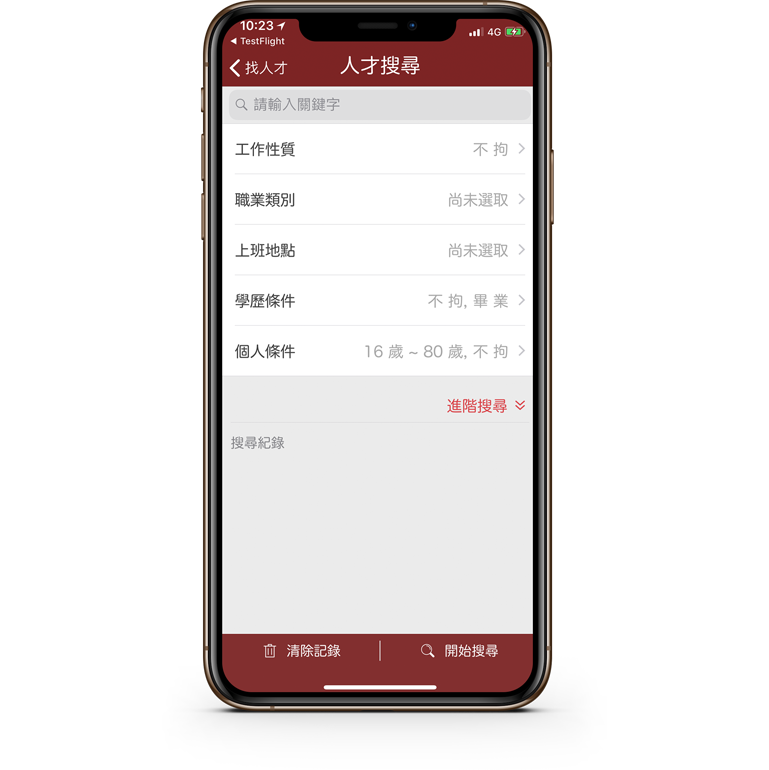 10:23
4G
TestFlight
找人才
人才搜尋
請輸入關鍵字
工作性質 不 拘
職業類別 尚未選取
上班地點 尚未選取
學歷條件 不 拘, 畢 業
個人條件 16 歲 ~ 80 歲, 不 拘
進階搜尋
搜尋紀錄
清除記錄 開始搜尋